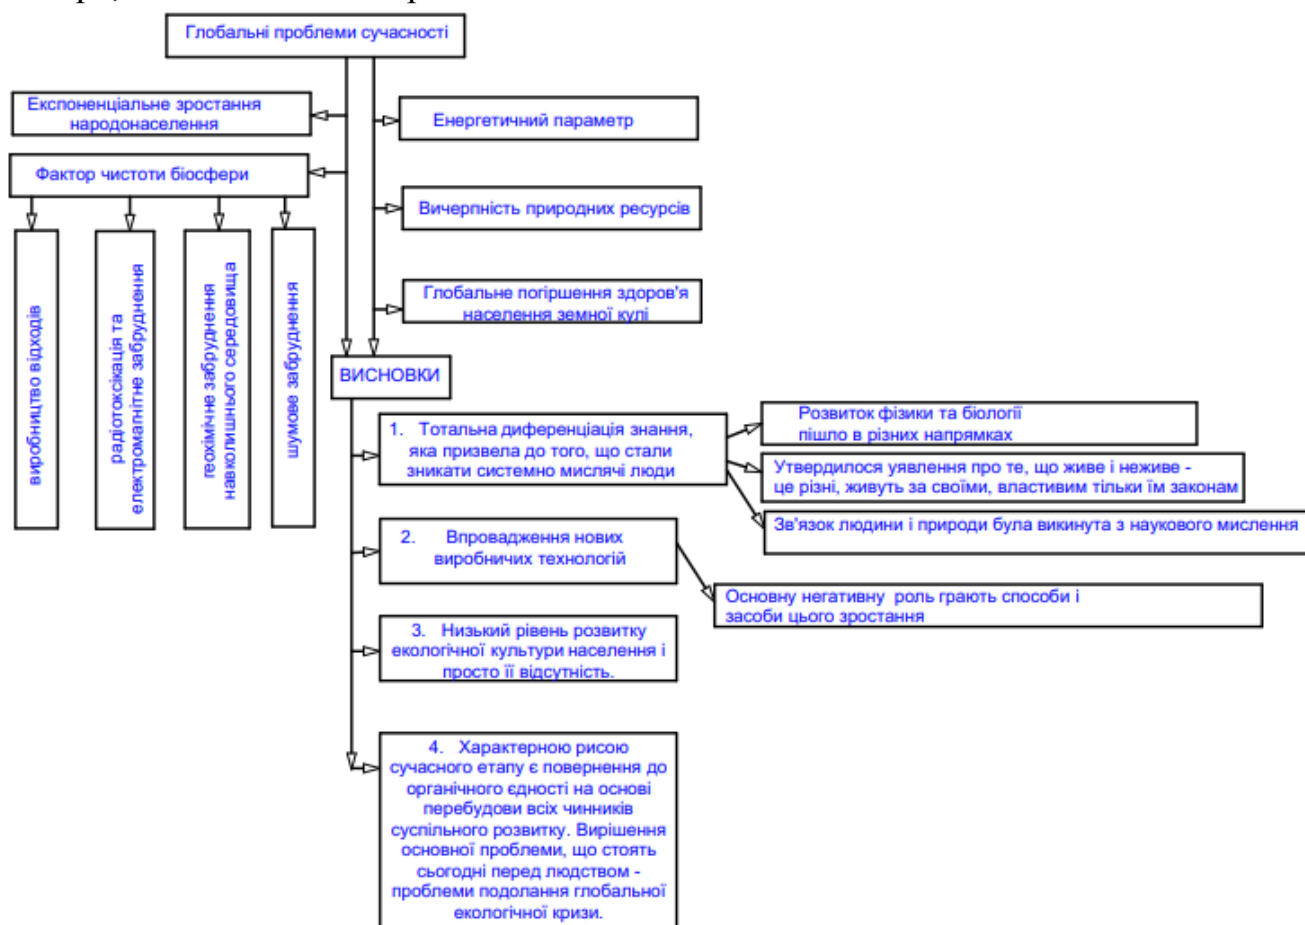 Глобальні проблеми сучасності
Експоненціальне зростання
народонаселення
Енергетичний параметр
Фактор чистоти біосфери
Вичерпність природних ресурсів
виробництво відходів
радіотоксікація та
електромагнітне забруднення
геохімічне забруднення
навколишнього середовища
шумове забруднення
Глобальне погіршення здоров'я
населення земної кулі
ВИСНОВКИ
1. Тотальна диференціація знання,
яка призвела до того, що стали
зникати системно мислячі люди
Розвиток фізики та біології
пішло в різних напрямках
Утвердилося уявлення про те, що живе і неживе -
це різні, живуть за своїми, властивим тільки їм законам
Зв'язок людини і природи була викинута з наукового мислення
2. Впровадження нових
виробничих технологій
Основну негативну роль грають способи і
засоби цього зростання
3. Низький рівень розвитку
екологічної культури населення і
просто її відсутність.
4. Характерною рисою
сучасного етапу є повернення до
органічного єдності на основі
перебудови всіх чинників
суспільного розвитку. Вирішення
основної проблеми, що стоять
сьогодні перед людством -
проблеми подолання глобальної
екологічної кризи.